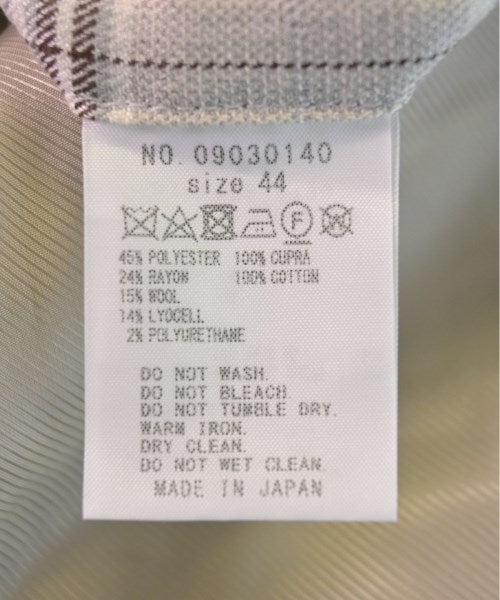 NO. 09030140
size 44
F
45% POLYESTER 100% CUPRA
24% RAYON 100% COTTON
15% WOOL
14% LYOCELL
2% POLYURETHANE
DO NOT WASH.
DO NOT BLEACH.
DO NOT TUMBLE DRY.
WARM IRON.
DRY CLEAN.
DO NOT WET CLEAN.
MADE IN JAPAN